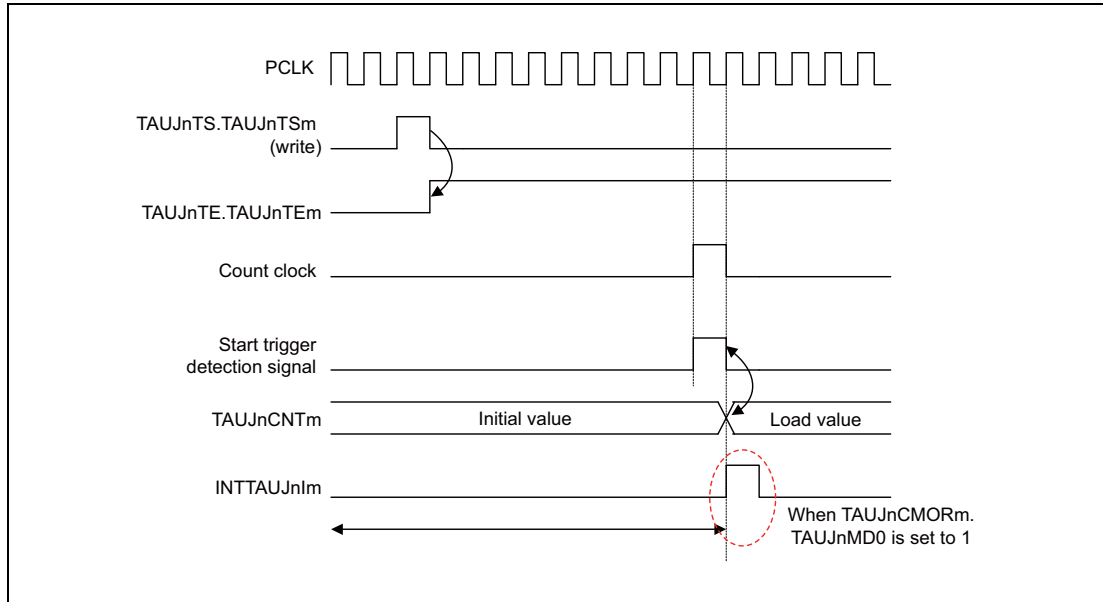 PCLK
TAUJnTS.TAUJnTSm
(write)
TAUJnTE.TAUJnTEm
Count clock
Start trigger
detection signal
TAUJnCNTm
Initial value
Load value
INTTAUJnIm
When TAUJnCMORm.
TAUJnMD0 is set to 1